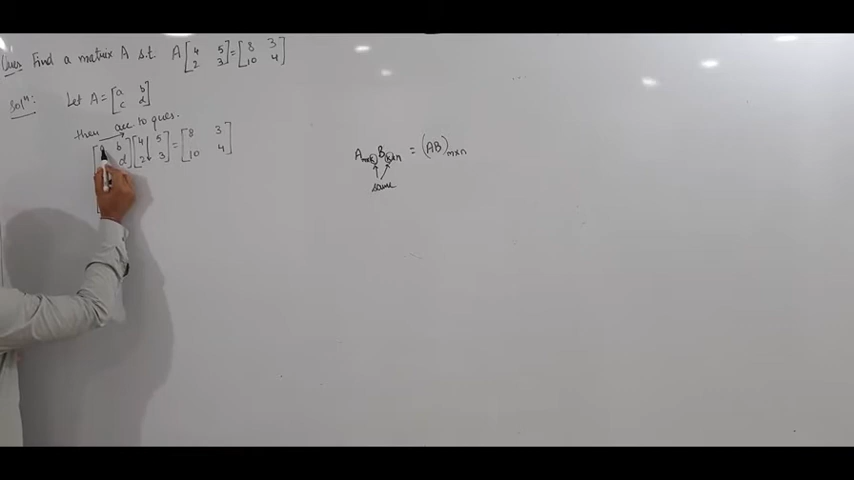 Ques Find a matrix A s.t. A [4 5 2 3] = [8 3 10 4]
Solⁿ: Let A = [a b c d]
then acc. to ques.
b d] [4 5 2 3] = [8 3 10 4]
A_{m×k} B_{k×n} = (AB)_{m×n}
same